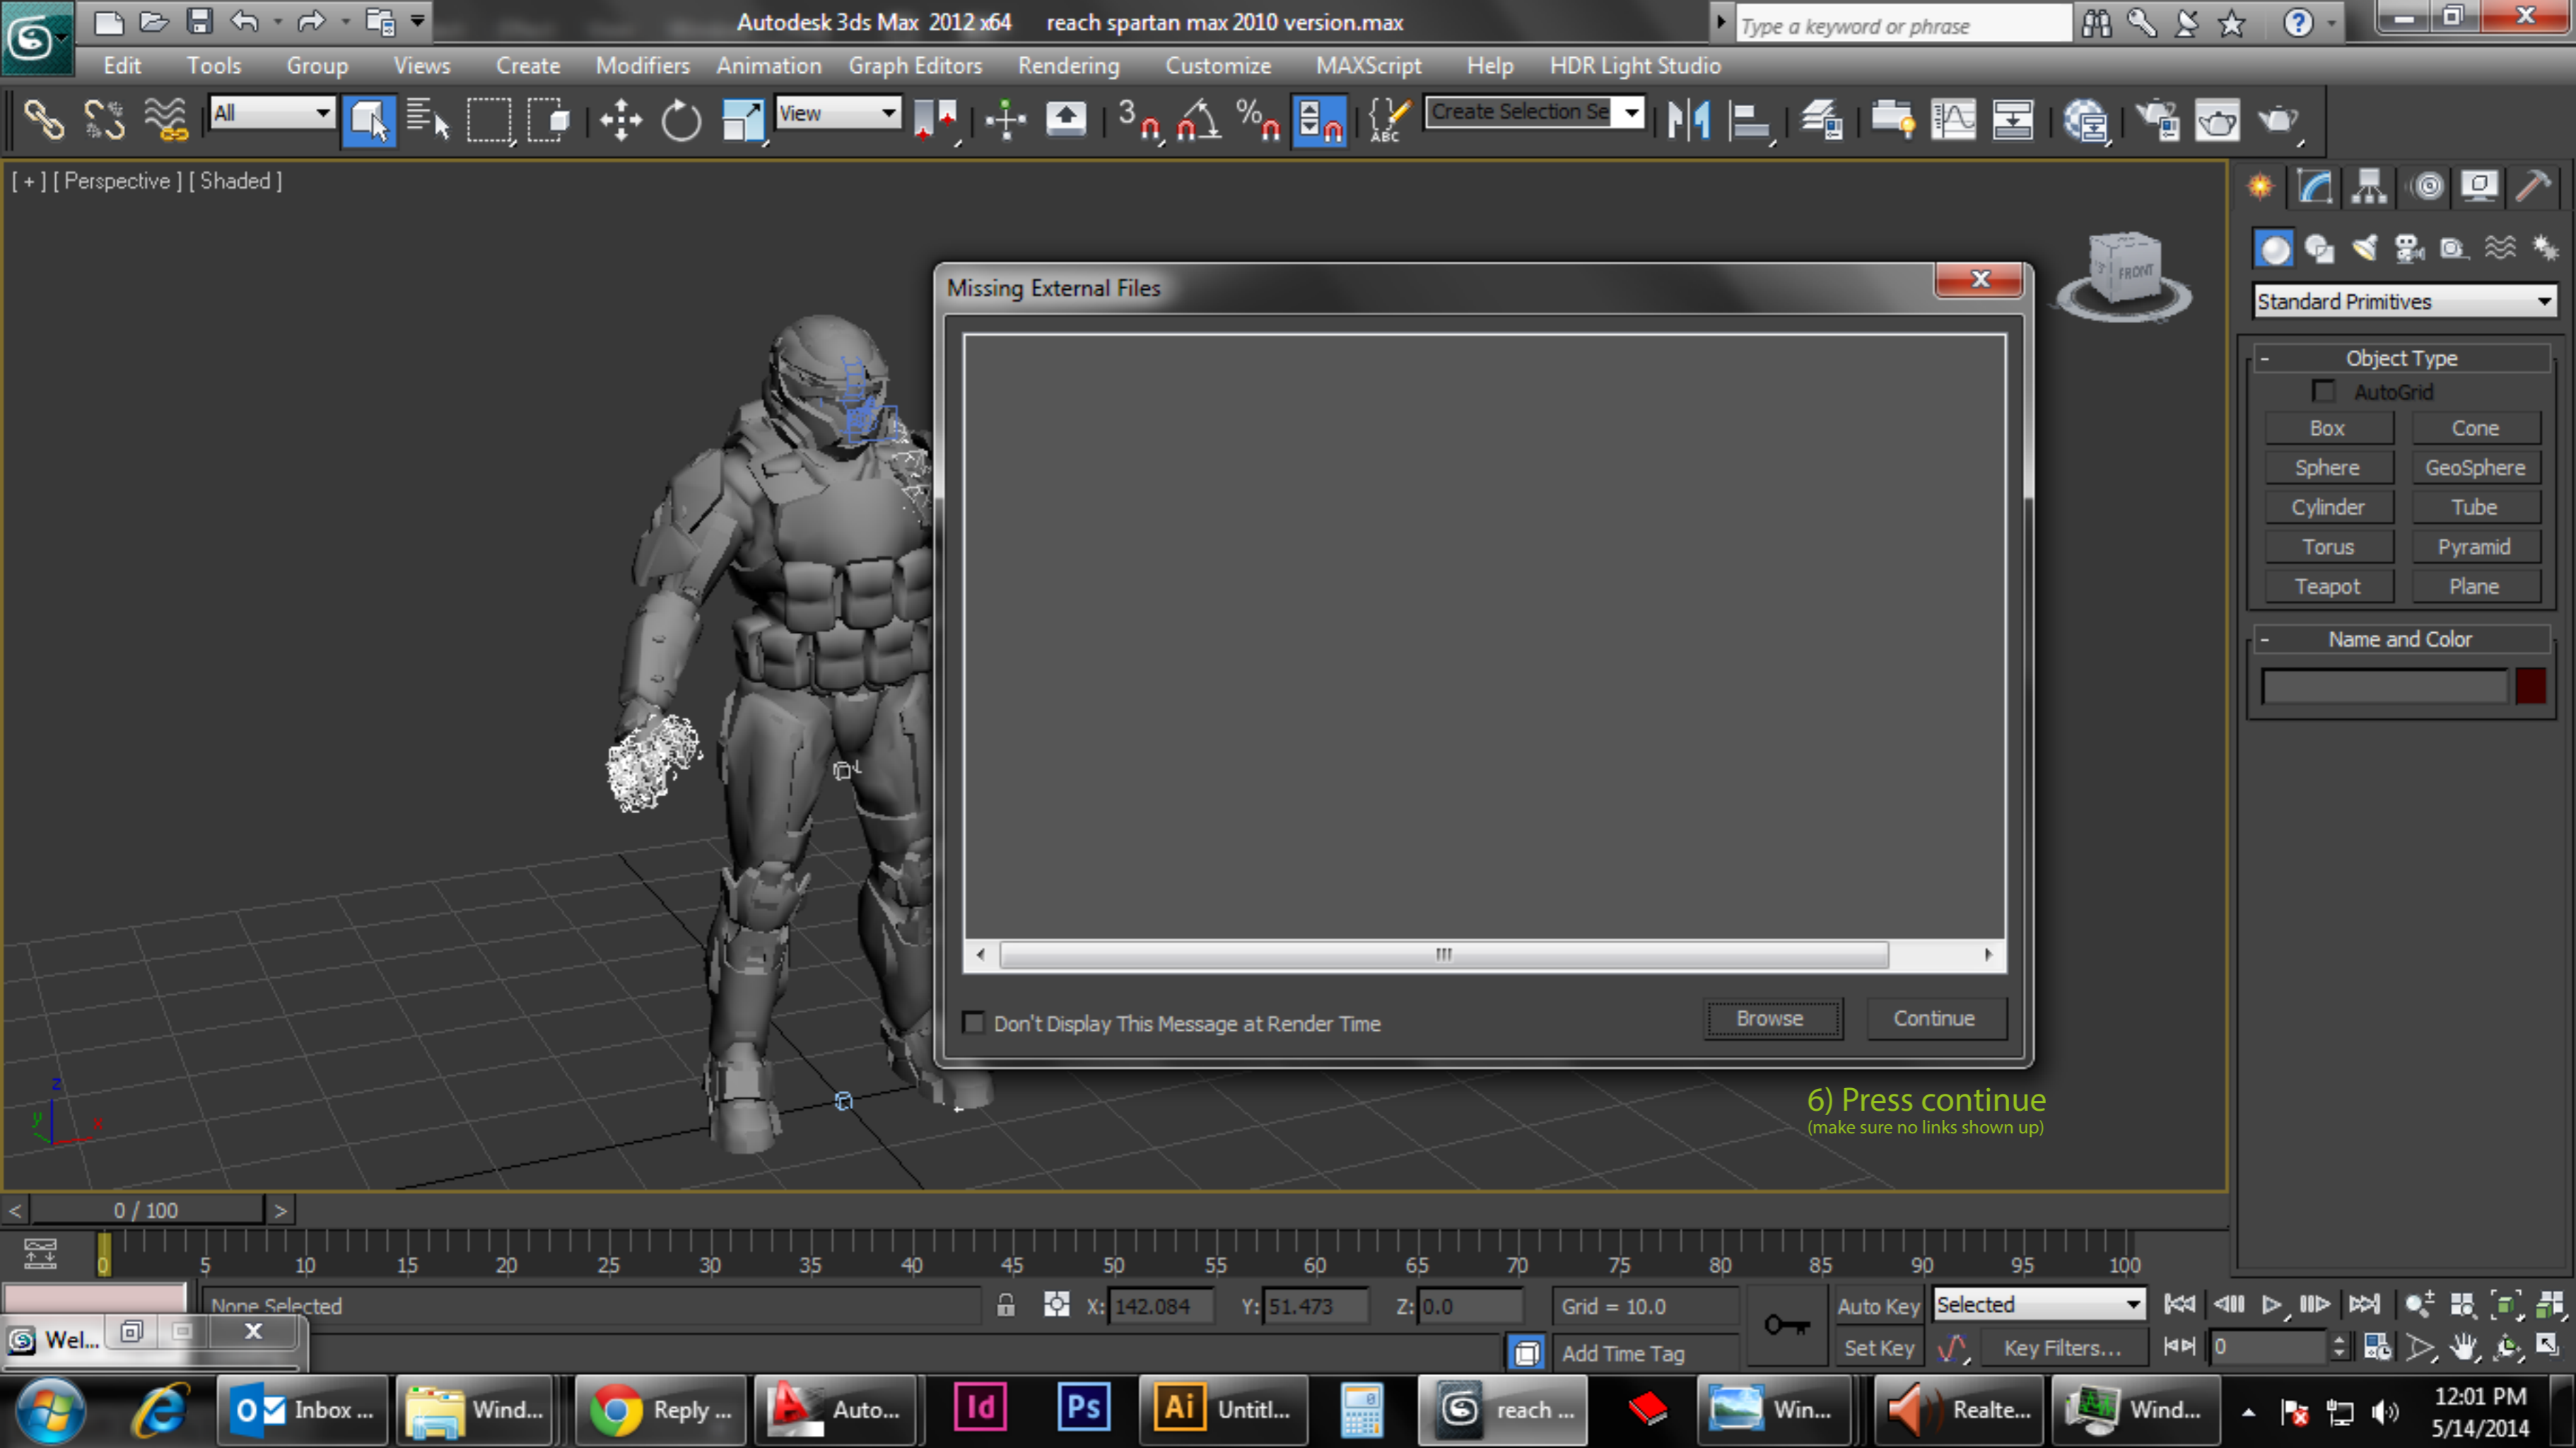 Autodesk 3ds Max 2012 x64 reach spartan max 2010 version.max
Type a keyword or phrase
Edit Tools Group Views Create Modifiers Animation Graph Editors Rendering Customize MAXScript Help HDR Light Studio
All
View
3
%
ABC
Create Selection Se
[ + ] [ Perspective ] [ Shaded ]
FRONT
Missing External Files
Standard Primitives
- Object Type
AutoGrid
Box Cone
Sphere GeoSphere
Cylinder Tube
Torus Pyramid
Teapot Plane
- Name and Color
Don't Display This Message at Render Time
Browse Continue
6) Press continue
(make sure no links shown up)
z
y
x
< 0 / 100 >
0 5 10 15 20 25 30 35 40 45 50 55 60 65 70 75 80 85 90 95 100
None Selected X: 142.084 Y: 51.473 Z: 0.0 Grid = 10.0 Auto Key Selected
Wel... Add Time Tag Set Key Key Filters... 0
Inbox ... Wind... Reply ... Auto... Id Ps Ai Untitl... reach ... Win... Realte... Wind...
12:01 PM
5/14/2014